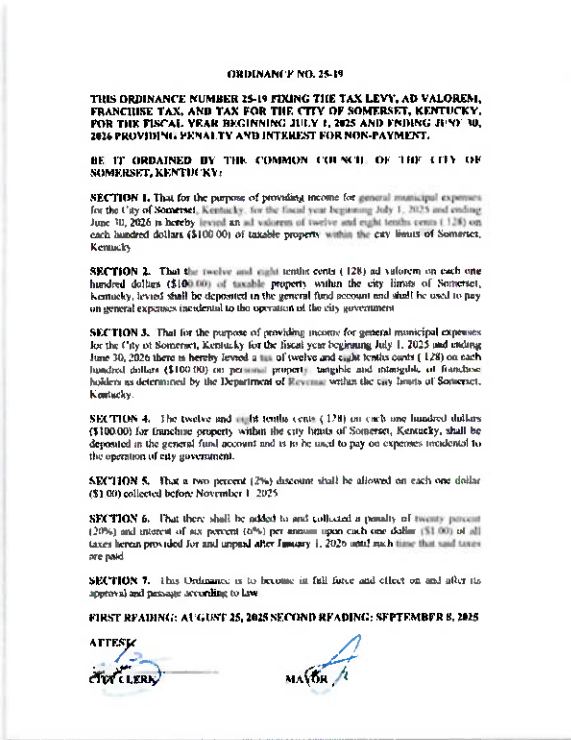 ORDINANCE NO. 25-19
THIS ORDINANCE NUMBER 25-19 FIXING THE TAX LEVY, AD VALOREM,
FRANCHISE TAX, AND TAX FOR THE CITY OF SOMERSET, KENTUCKY,
FOR THE FISCAL YEAR BEGINNING JULY 1, 2025 AND ENDING JUNE 30,
2026 PROVIDING PENALTY AND INTEREST FOR NON-PAYMENT.
BE IT ORDAINED BY THE COMMON COUNCIL OF THE CITY OF
SOMERSET, KENTUCKY:
SECTION 1. That for the purpose of providing income for general municipal expenses
for the City of Somerset, Kentucky, for the fiscal year beginning July 1, 2025 and ending
June 30, 2026 is hereby levied an ad valorem of twelve and eight tenths cents (.128) on
each hundred dollars ($100.00) of taxable property within the city limits of Somerset,
Kentucky
SECTION 2. That the twelve and eight tenths cents (.128) ad valorem on each one
hundred dollars ($100.00) of taxable property within the city limits of Somerset,
Kentucky, levied shall be deposited in the general fund account and shall be used to pay
on general expenses incidental to the operation of the city government
SECTION 3. That for the purpose of providing income for general municipal expenses
for the City of Somerset, Kentucky for the fiscal year beginning July 1, 2025 and ending
June 30, 2026 there is hereby levied a tax of twelve and eight tenths cents (.128) on each
hundred dollars ($100.00) on personal property, tangible and intangible of franchise
holders as determined by the Department of Revenue within the city limits of Somerset,
Kentucky.
SECTION 4. The twelve and eight tenths cents (.128) on each one hundred dollars
($100.00) for franchise property within the city limits of Somerset, Kentucky, shall be
deposited in the general fund account and is to be used to pay on expenses incidental to
the operation of city government.
SECTION 5. That a two percent (2%) discount shall be allowed on each one dollar
($1.00) collected before November 1, 2025
SECTION 6. That there shall be added to and collected a penalty of twenty percent
(20%) and interest of six percent (6%) per annum upon each one dollar ($1.00) of all
taxes herein provided for and unpaid after January 1, 2026 until such time that said taxes
are paid
SECTION 7. This Ordinance is to become in full force and effect on and after its
approval and passage according to law
FIRST READING: AUGUST 25, 2025 SECOND READING: SEPTEMBER 8, 2025
ATTEST:
CITY CLERK MAYOR